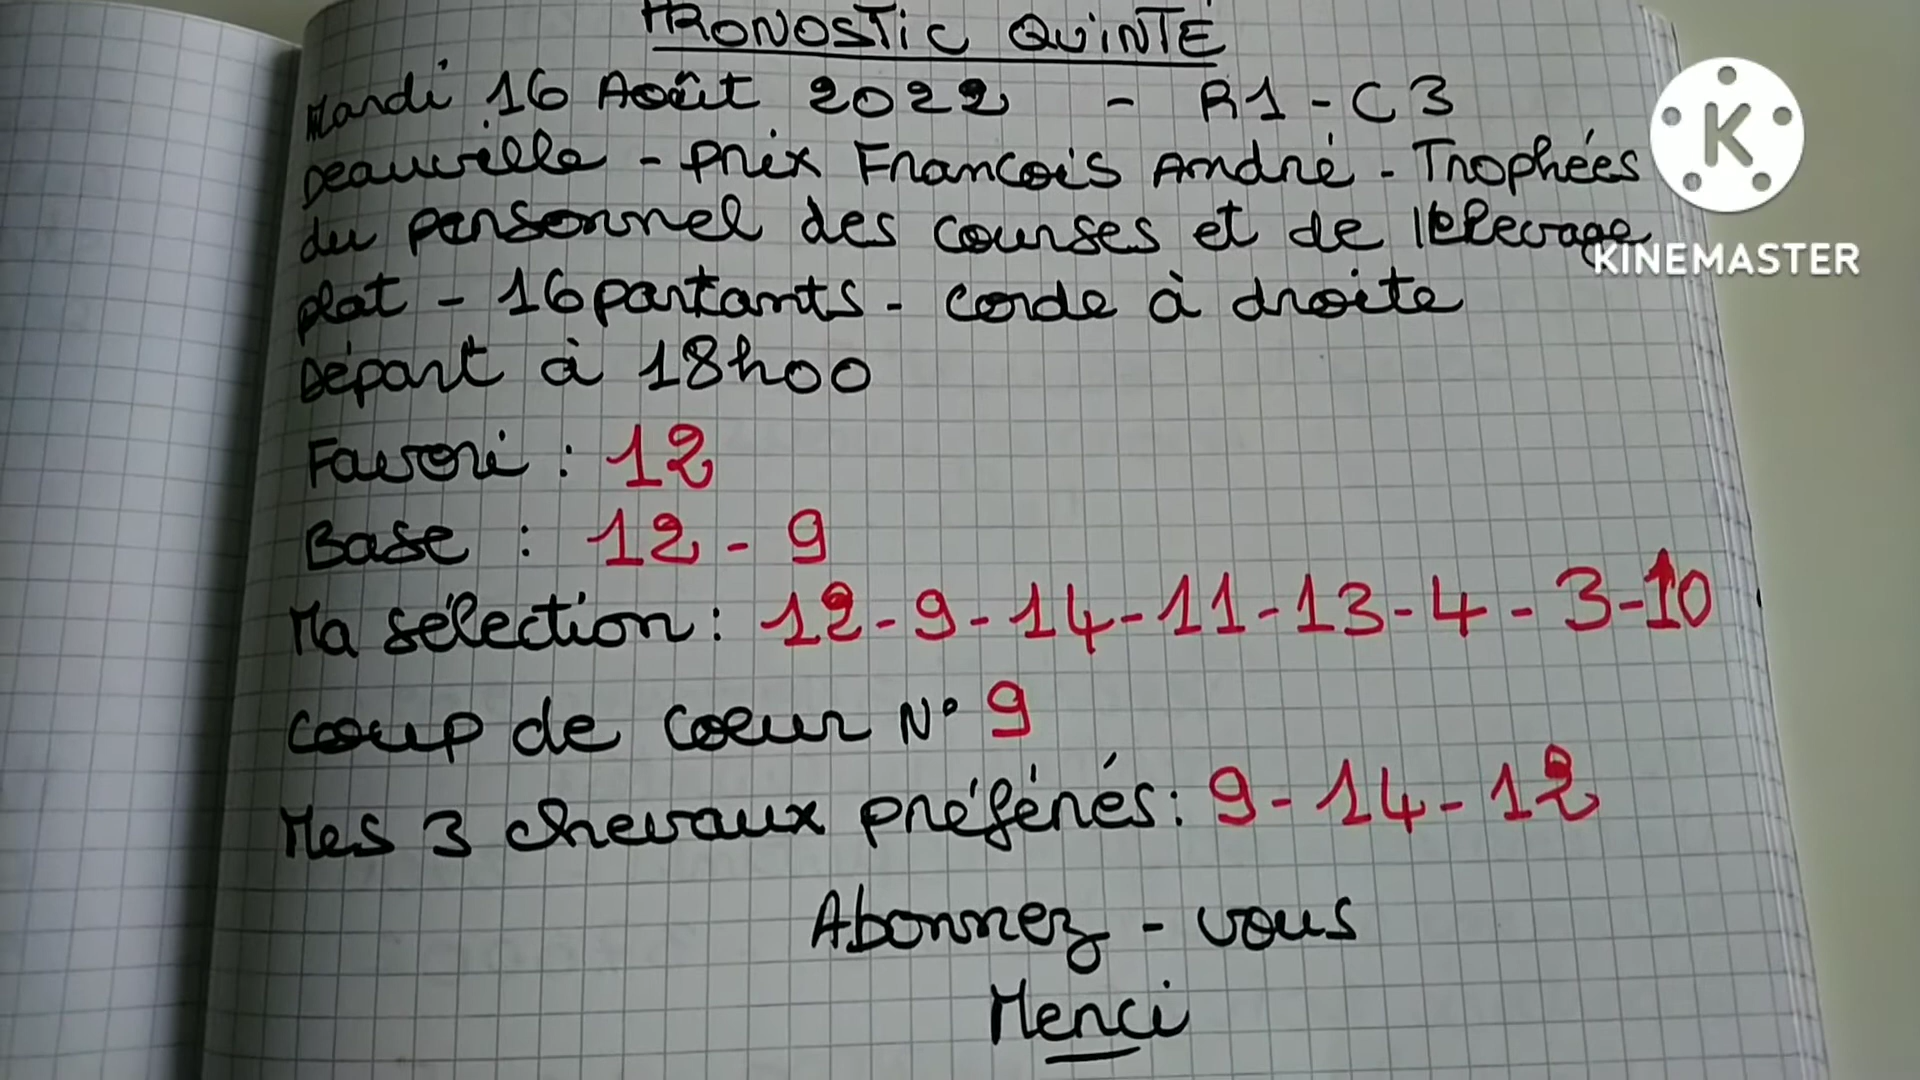 PRONOSTIC QUINTÉ
Mardi 16 Août 2022 - R1 - C3
Deauville - Prix Francois André - Trophées
du personnel des courses et de l'élevage
plat - 16 partants - corde à droite
Départ à 18h00
Favori : 12
Base : 12 - 9
Ma sélection : 12 - 9 - 14 - 11 - 13 - 4 - 3 - 10
coup de coeur N° 9
Mes 3 chevaux préférés : 9 - 14 - 12
Abonnez - vous
Merci
K
KINEMASTER